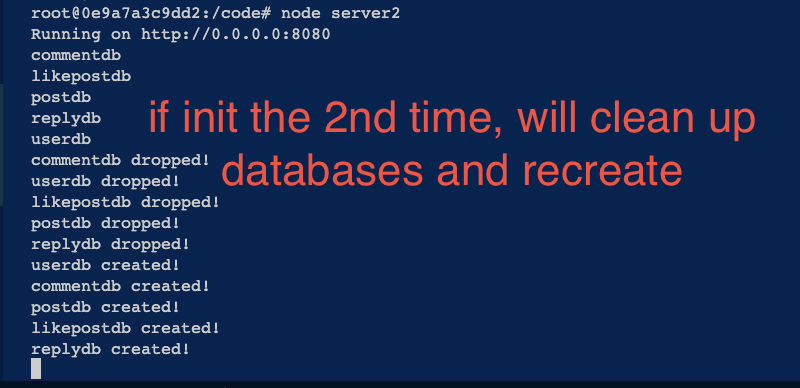 root@0e9a7a3c9dd2:/code# node server2
Running on http://0.0.0.0:8080
commentdb
likepostdb
postdb
replydb
userdb
commentdb dropped!
userdb dropped!
likepostdb dropped!
postdb dropped!
replydb dropped!
userdb created!
commentdb created!
postdb created!
likepostdb created!
replydb created!
if init the 2nd time, will clean up
databases and recreate